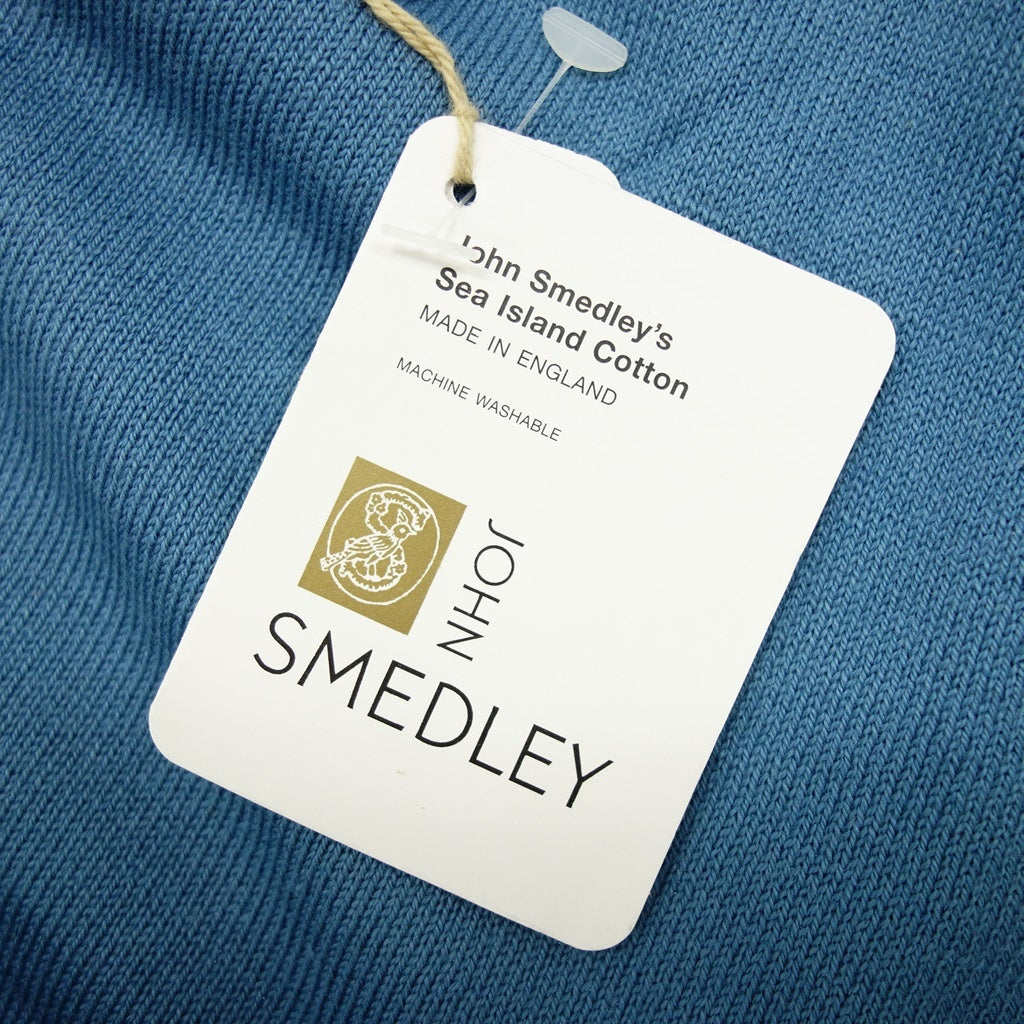 John Smedley's
Sea Island Cotton
MADE IN ENGLAND
MACHINE WASHABLE
JOHN
SMEDLEY